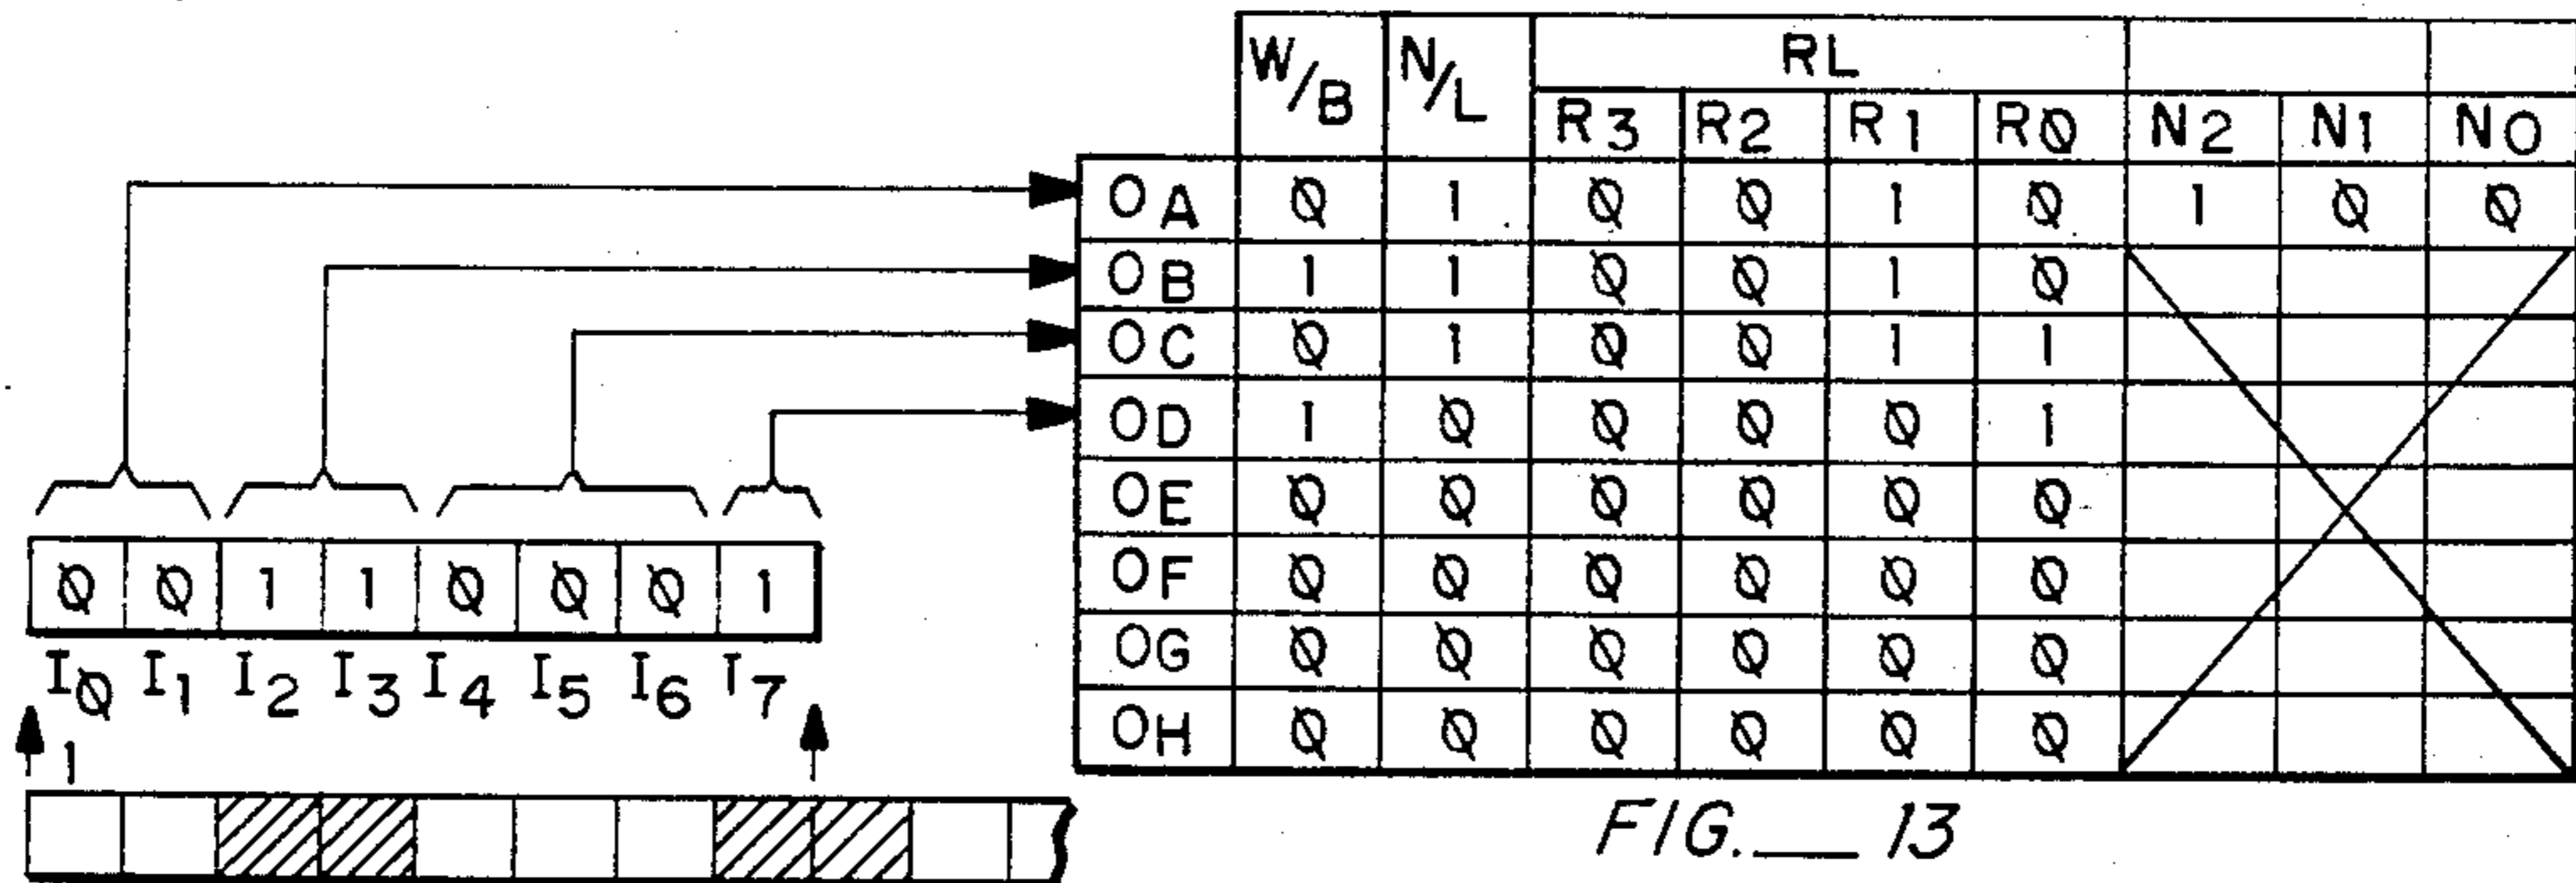 W/B N/L RL
R3 R2 R1 RØ N2 N1 NO
OA Ø 1 Ø Ø 1 Ø 1 Ø Ø
OB 1 1 Ø Ø 1 Ø
OC Ø 1 Ø Ø 1 1
OD 1 Ø Ø Ø Ø 1
OE Ø Ø Ø Ø Ø Ø
OF Ø Ø Ø Ø Ø Ø
OG Ø Ø Ø Ø Ø Ø
OH Ø Ø Ø Ø Ø Ø
Ø Ø 1 1 Ø Ø Ø 1
IØ I1 I2 I3 I4 I5 I6 I7
1
FIG.__ 13